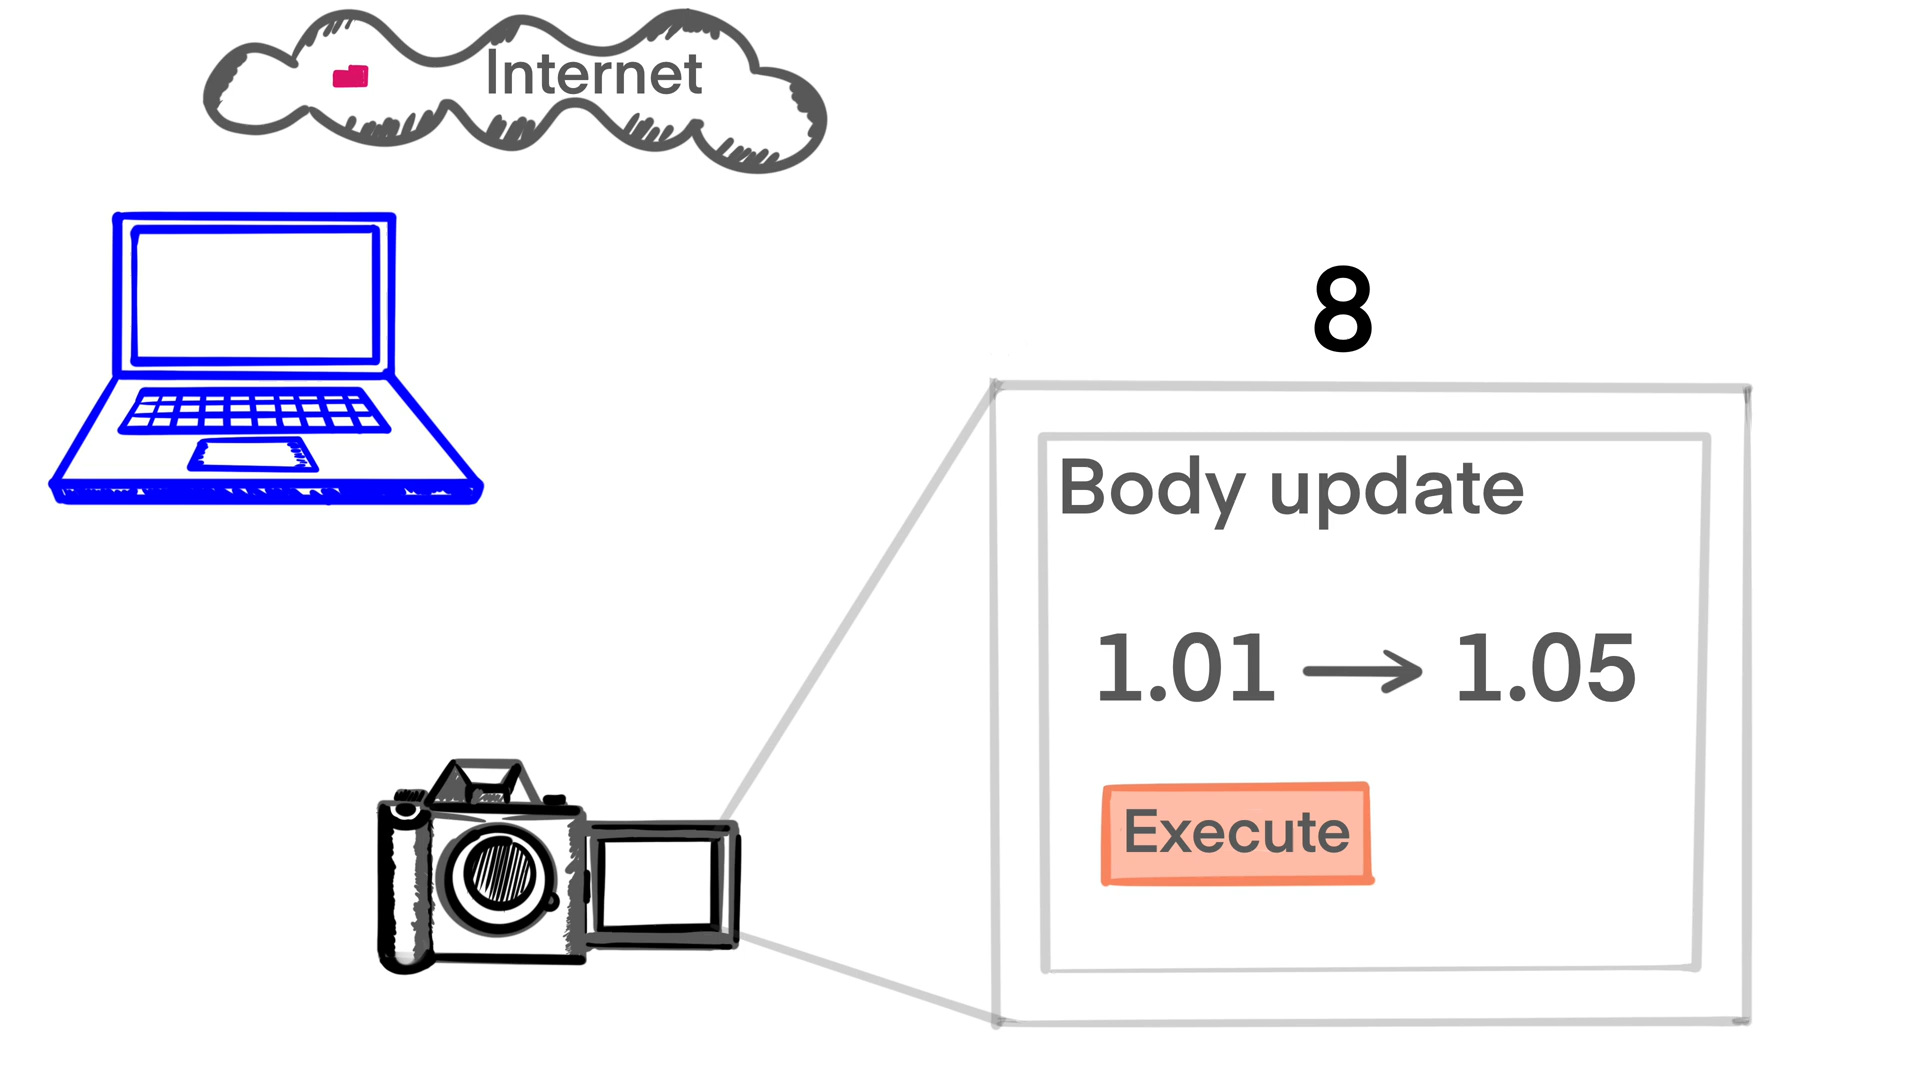 Internet
8
Body update
1.01 → 1.05
Execute